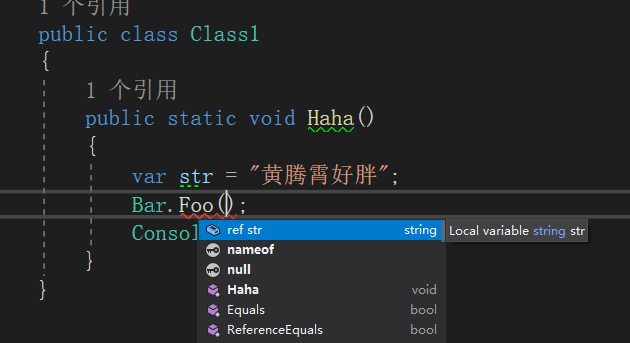 1 个引用
public class Class1
{
1 个引用
public static void Haha()
{
var str = "黄腾霄好胖";
Bar.Foo();
Consol
ref str string
Local variable string str
nameof
null
}
Haha void
}
Equals bool
ReferenceEquals bool